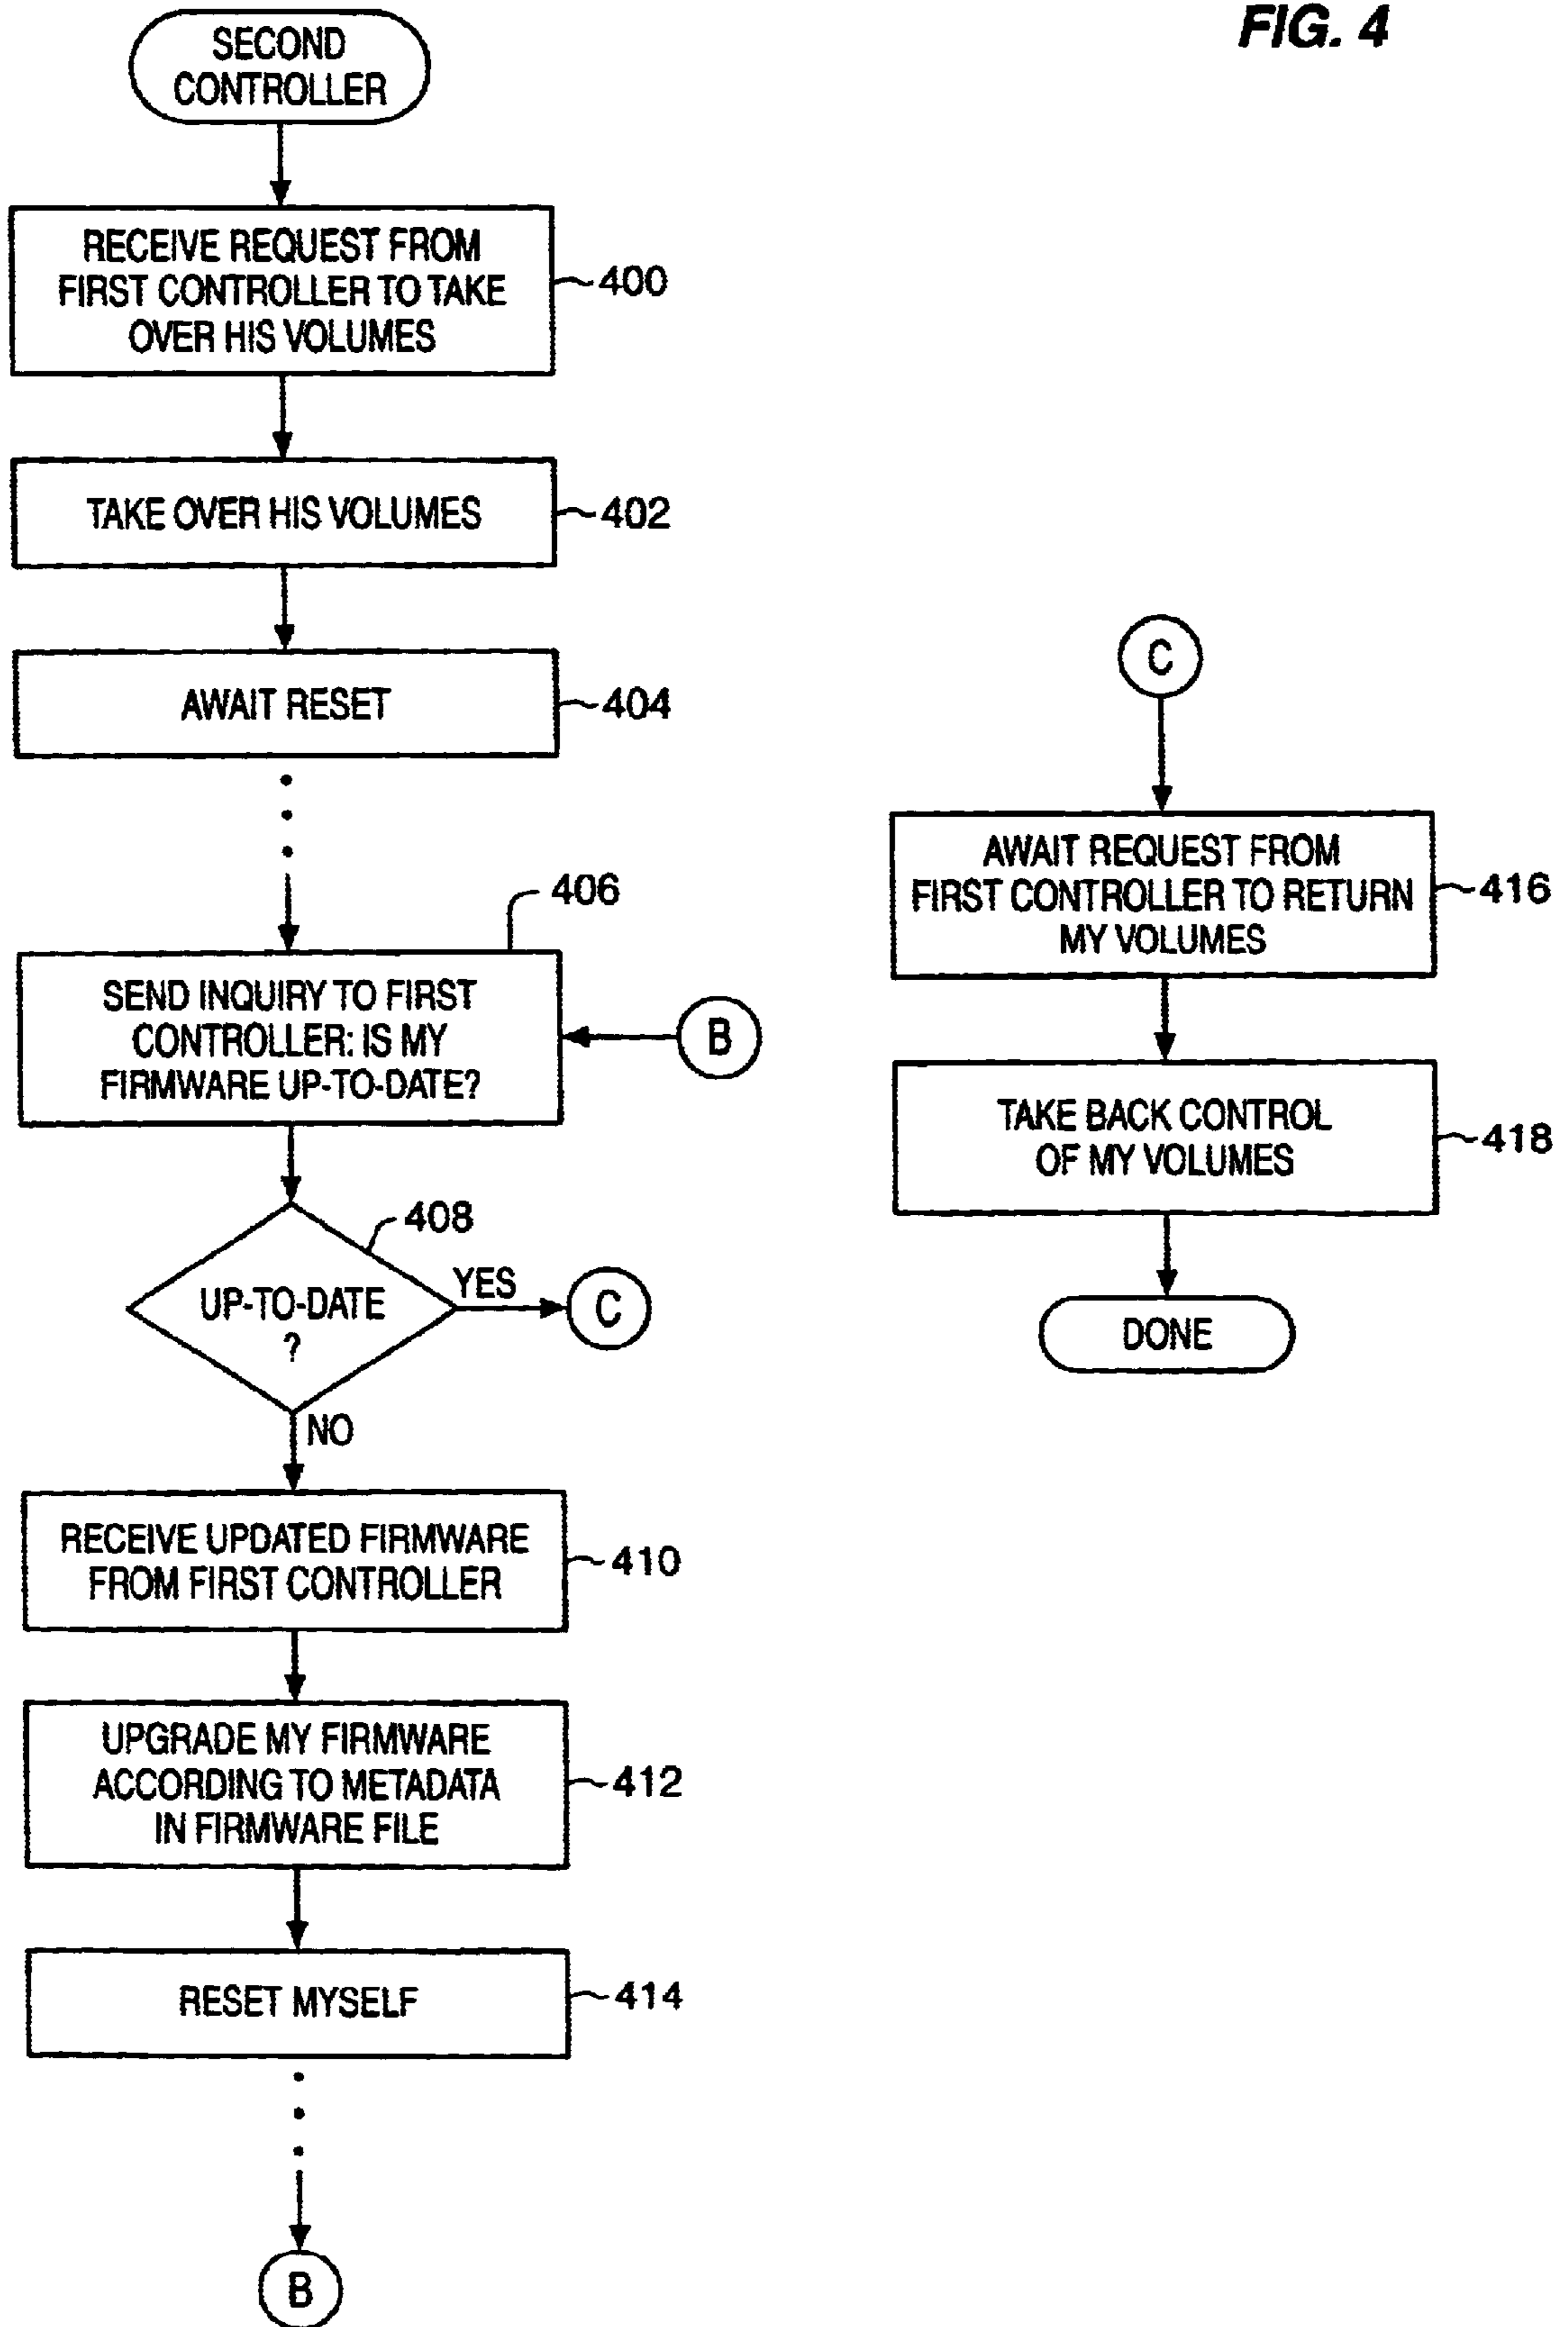 FIG. 4
SECOND
CONTROLLER
RECEIVE REQUEST FROM
FIRST CONTROLLER TO TAKE
OVER HIS VOLUMES
400
TAKE OVER HIS VOLUMES
402
AWAIT RESET
404
406
SEND INQUIRY TO FIRST
CONTROLLER: IS MY
FIRMWARE UP-TO-DATE?
B
408
UP-TO-DATE
?
YES
C
NO
RECEIVE UPDATED FIRMWARE
FROM FIRST CONTROLLER
410
UPGRADE MY FIRMWARE
ACCORDING TO METADATA
IN FIRMWARE FILE
412
RESET MYSELF
414
B
C
AWAIT REQUEST FROM
FIRST CONTROLLER TO RETURN
MY VOLUMES
416
TAKE BACK CONTROL
OF MY VOLUMES
418
DONE